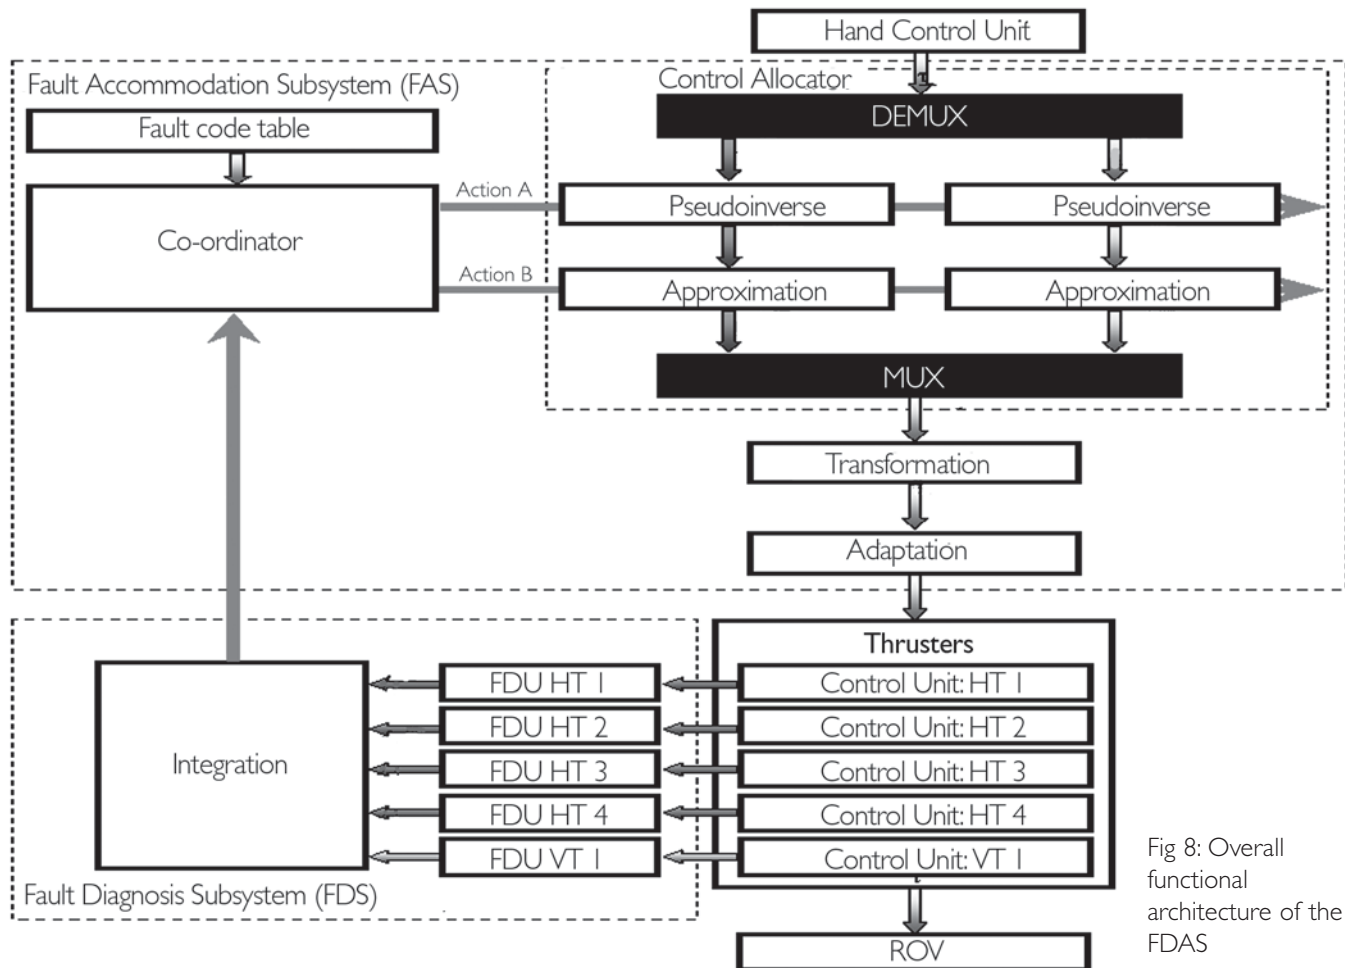 Hand Control Unit
Fault Accommodation Subsystem (FAS)
Control Allocator
τ
Fault code table
DEMUX
Action A
Pseudoinverse
Pseudoinverse
Co-ordinator
Action B
Approximation
Approximation
MUX
Transformation
Adaptation
Thrusters
FDU HT 1
Control Unit: HT 1
FDU HT 2
Control Unit: HT 2
Integration
FDU HT 3
Control Unit: HT 3
FDU HT 4
Control Unit: HT 4
FDU VT 1
Control Unit: VT 1
Fault Diagnosis Subsystem (FDS)
ROV
Fig 8: Overall
functional
architecture of the
FDAS